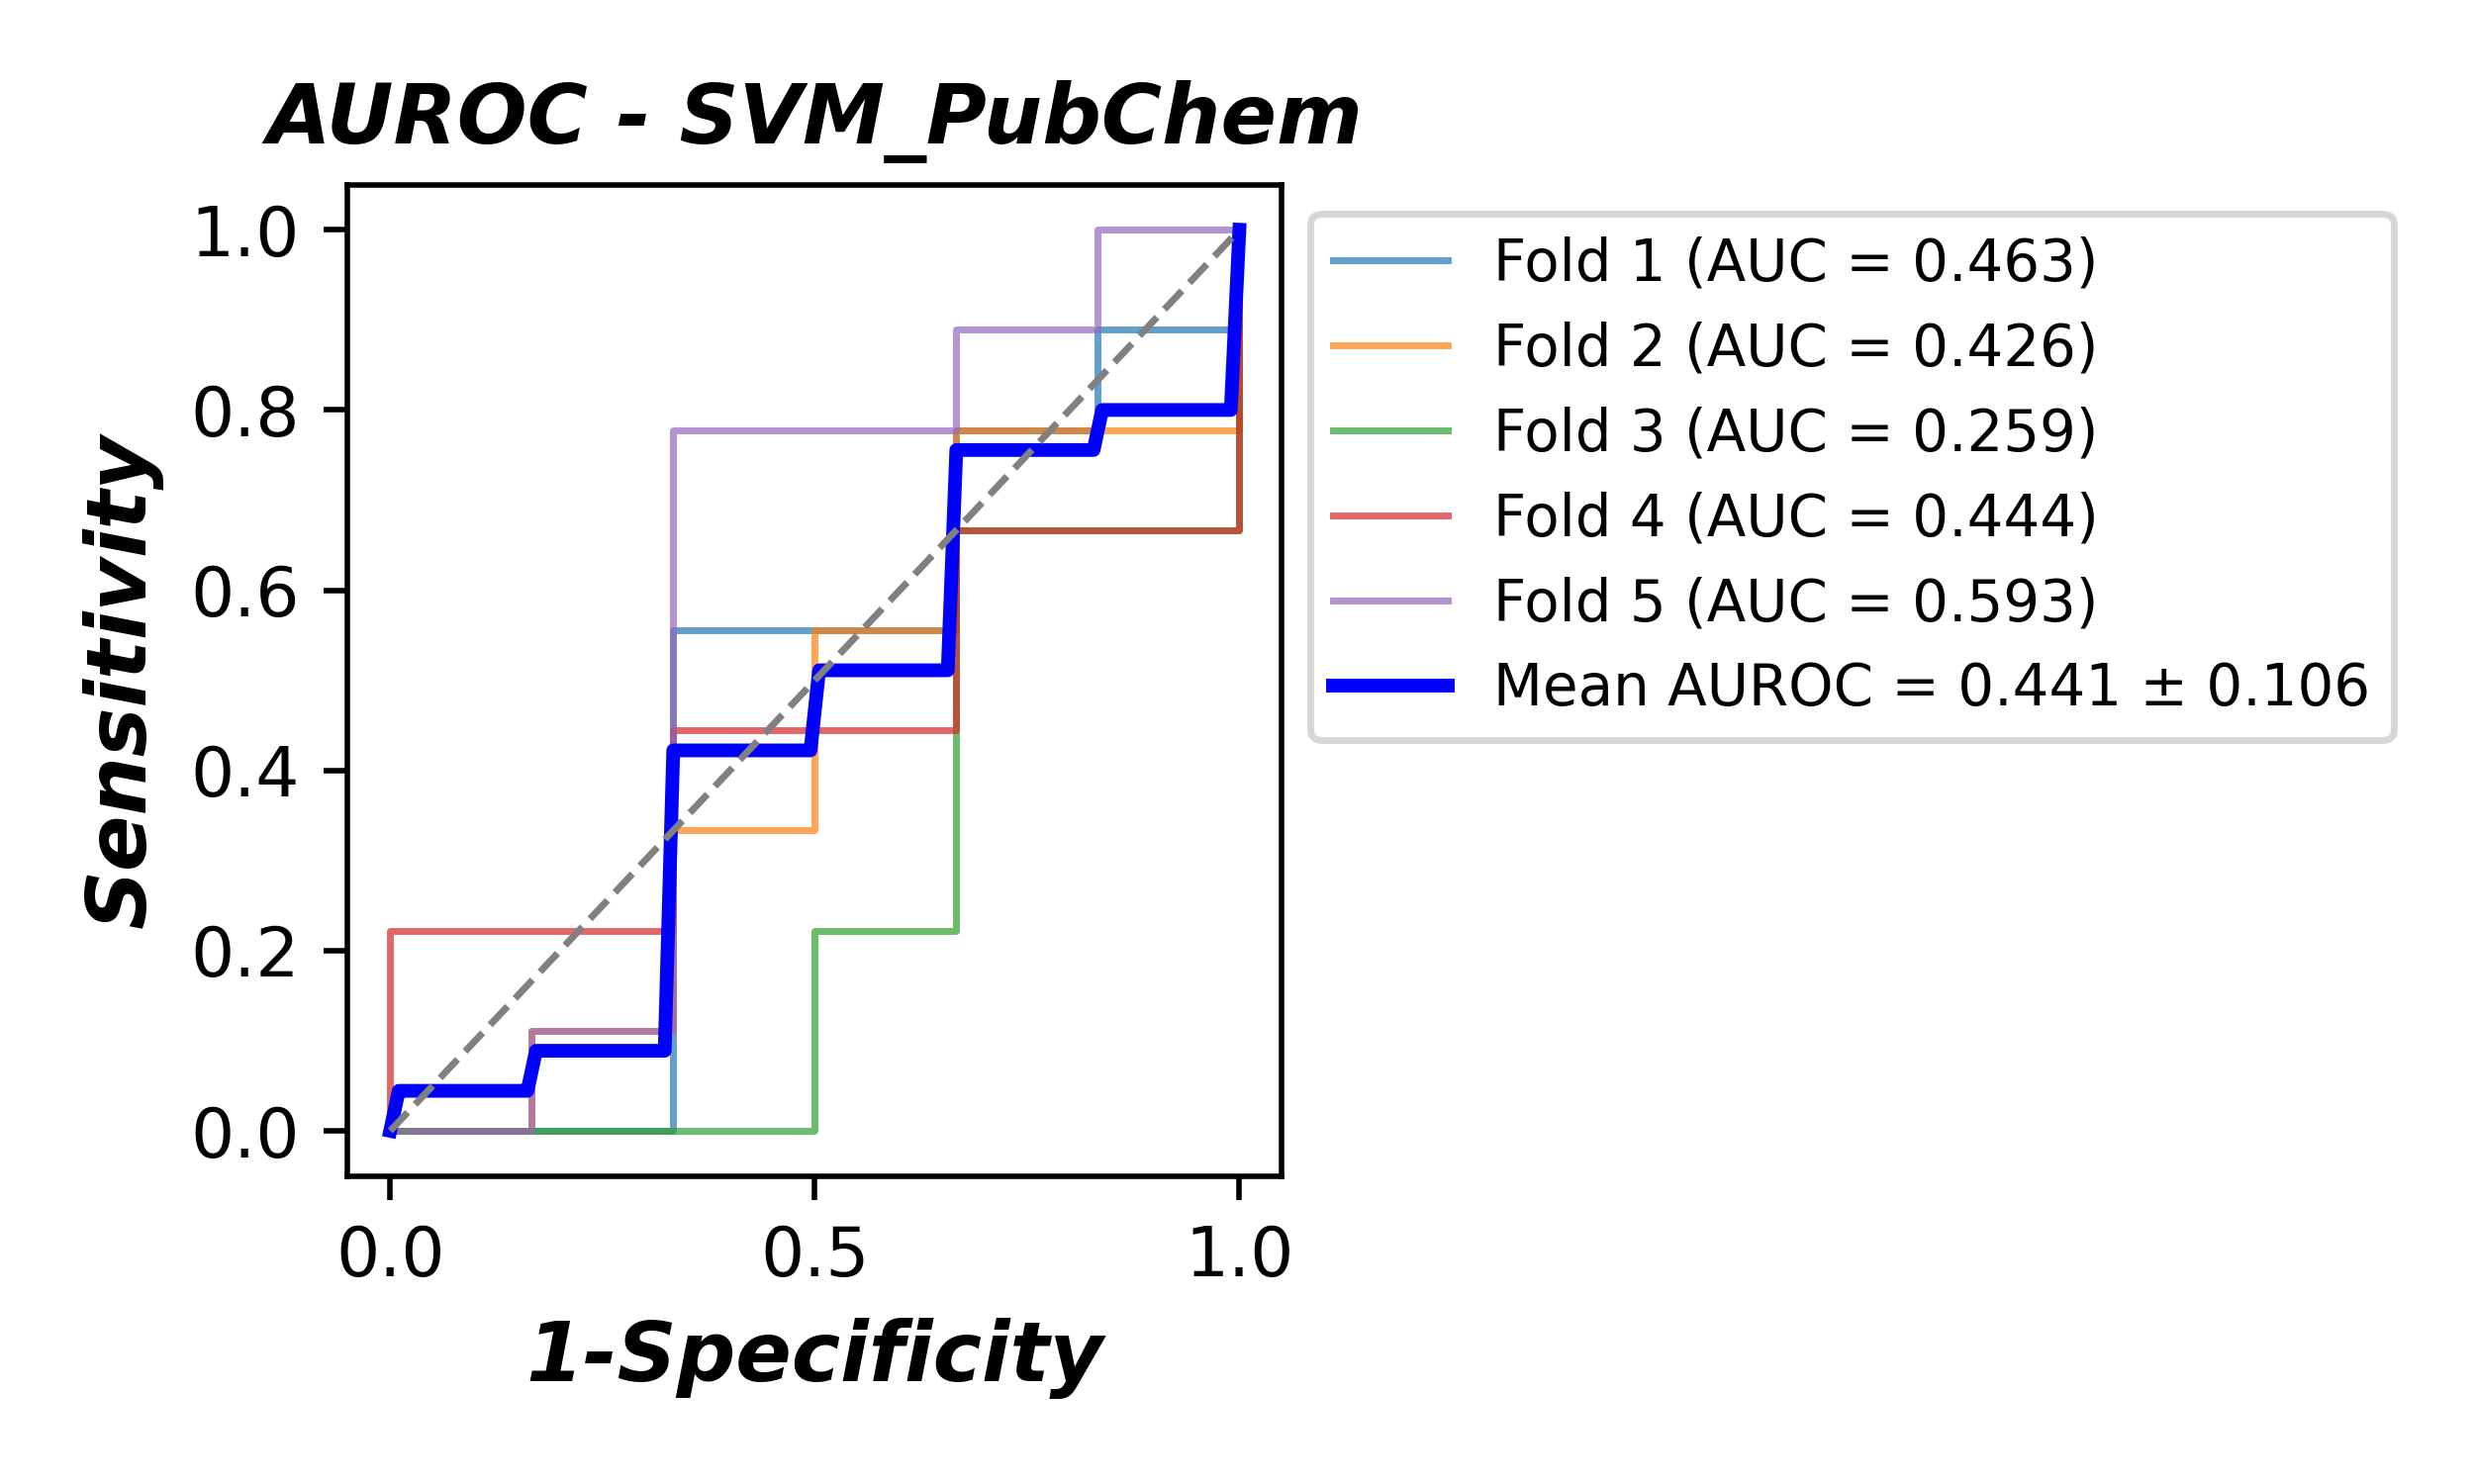 AUROC - SVM_PubChem
1.0
0.8
0.6
0.4
0.2
0.0
Sensitivity
0.0 0.5 1.0
1-Specificity
Fold 1 (AUC = 0.463)
Fold 2 (AUC = 0.426)
Fold 3 (AUC = 0.259)
Fold 4 (AUC = 0.444)
Fold 5 (AUC = 0.593)
Mean AUROC = 0.441 ± 0.106